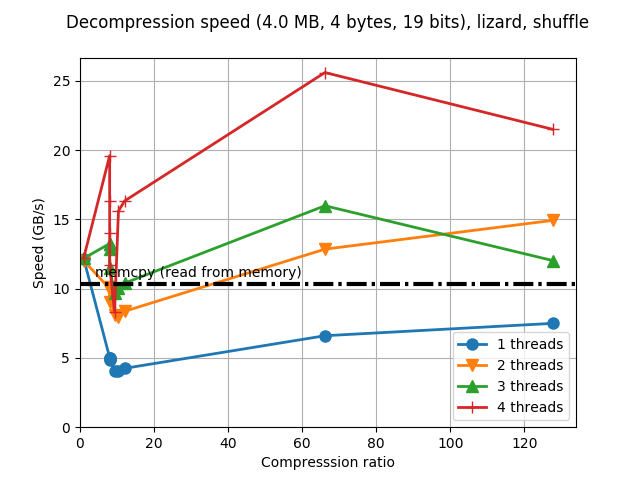 Decompression speed (4.0 MB, 4 bytes, 19 bits), lizard, shuffle
Speed (GB/s)
25
20
15
10
5
0
memcpy (read from memory)
1 threads
2 threads
3 threads
4 threads
0 20 40 60 80 100 120
Compresssion ratio